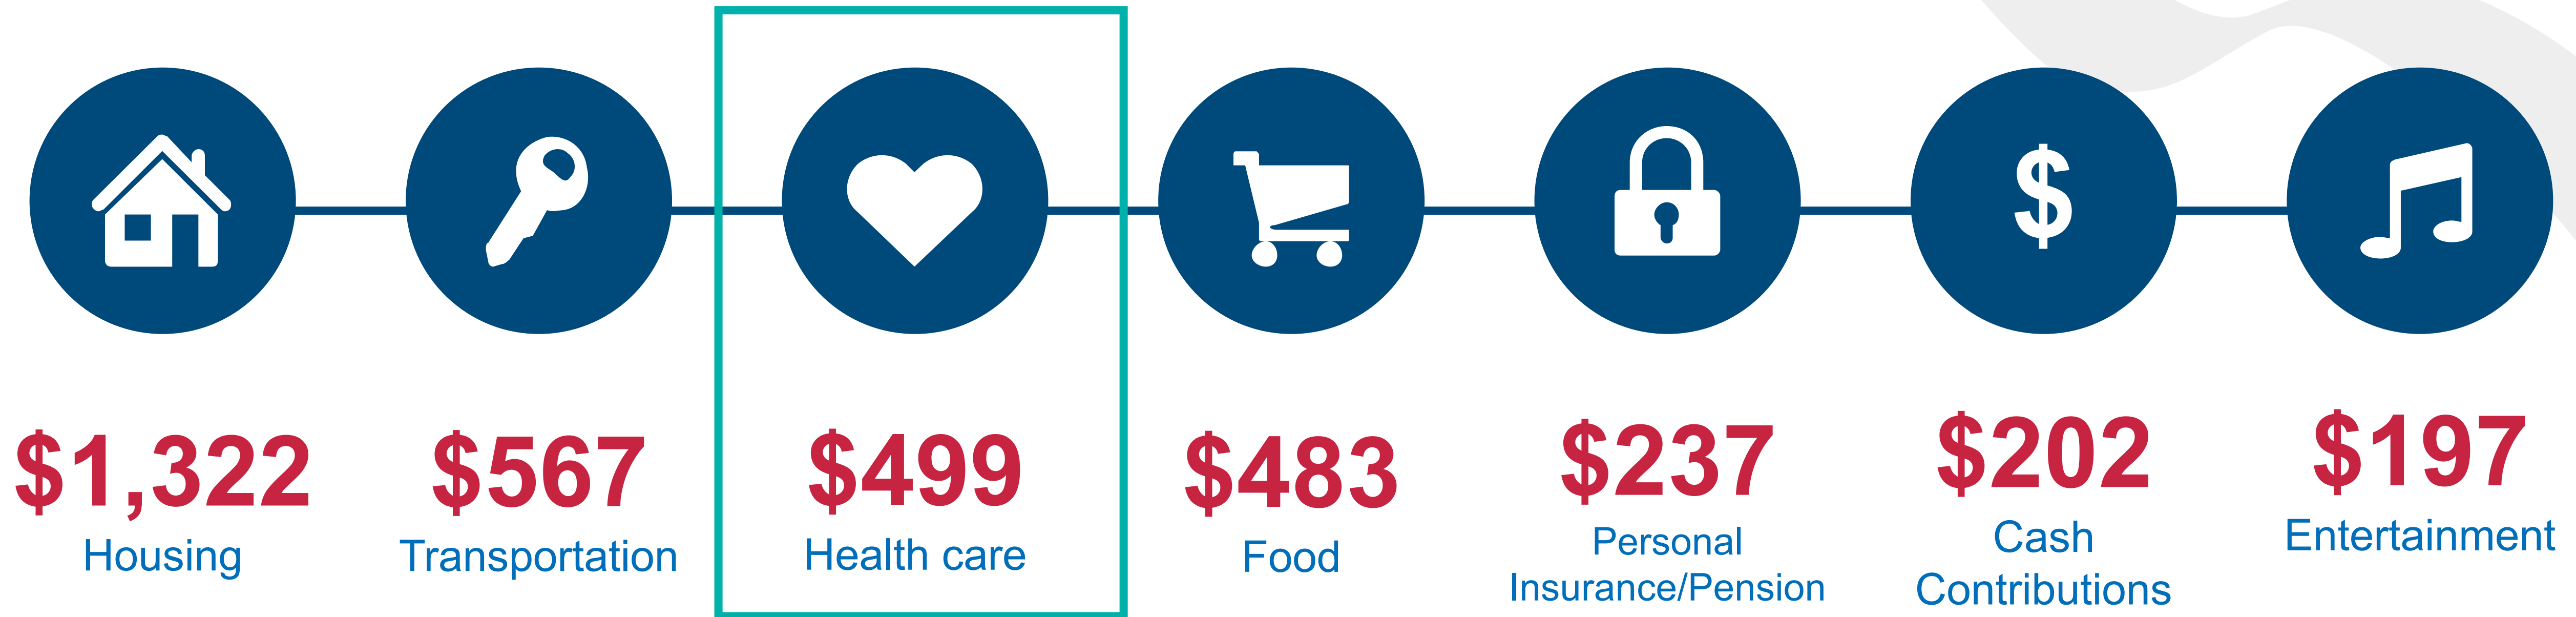 $
$1,322
Housing
$567
Transportation
$499
Health care
$483
Food
$237
Personal
Insurance/Pension
$202
Cash
Contributions
$197
Entertainment